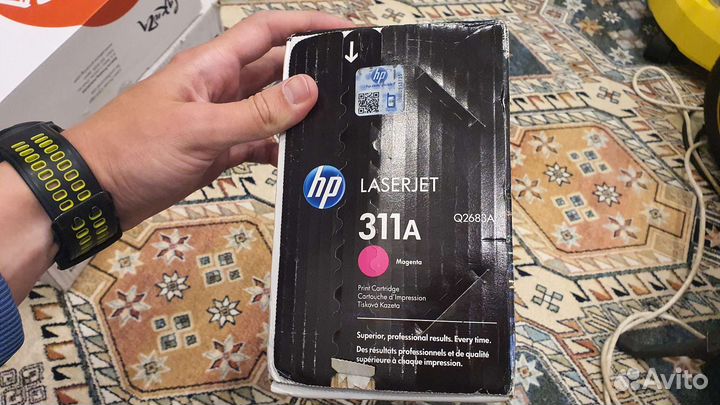 hp
hp
LASERJET
311A
Q2683A
Magenta
Print Cartridge
Cartouche d'Impression
Tisková Kazeta
Superior, professional results. Every time.
Des résultats professionnels et de qualité
supérieure à chaque impression.
Avito